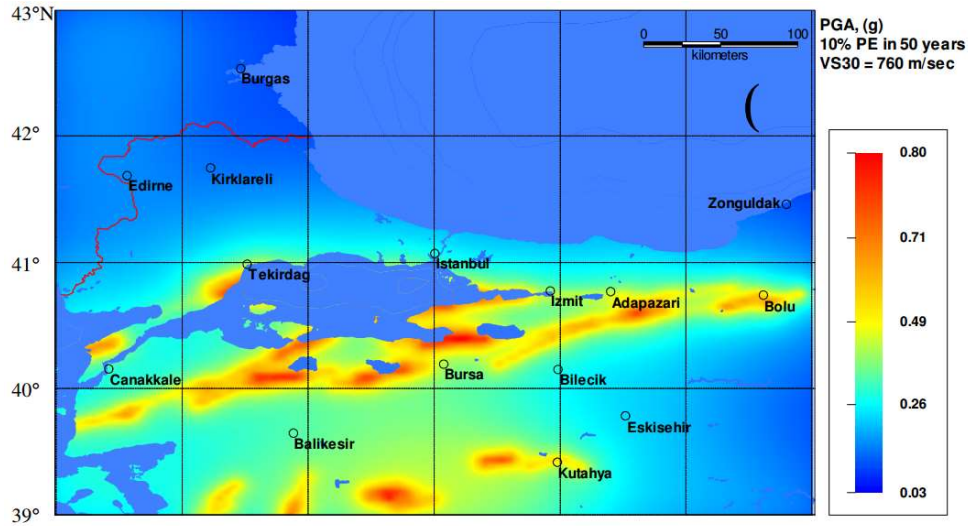 43°N
0 50 100
kilometers
PGA, (g)
10% PE in 50 years
VS30 = 760 m/sec
(
Burgas
42°
Edirne
Kirklareli
Zonguldak
41°
Tekirdag
Istanbul
Izmit
Adapazari
Bolu
40°
Canakkale
Bursa
Bilecik
Eskisehir
Balikesir
Kutahya
39°
0.80
0.71
0.49
0.26
0.03